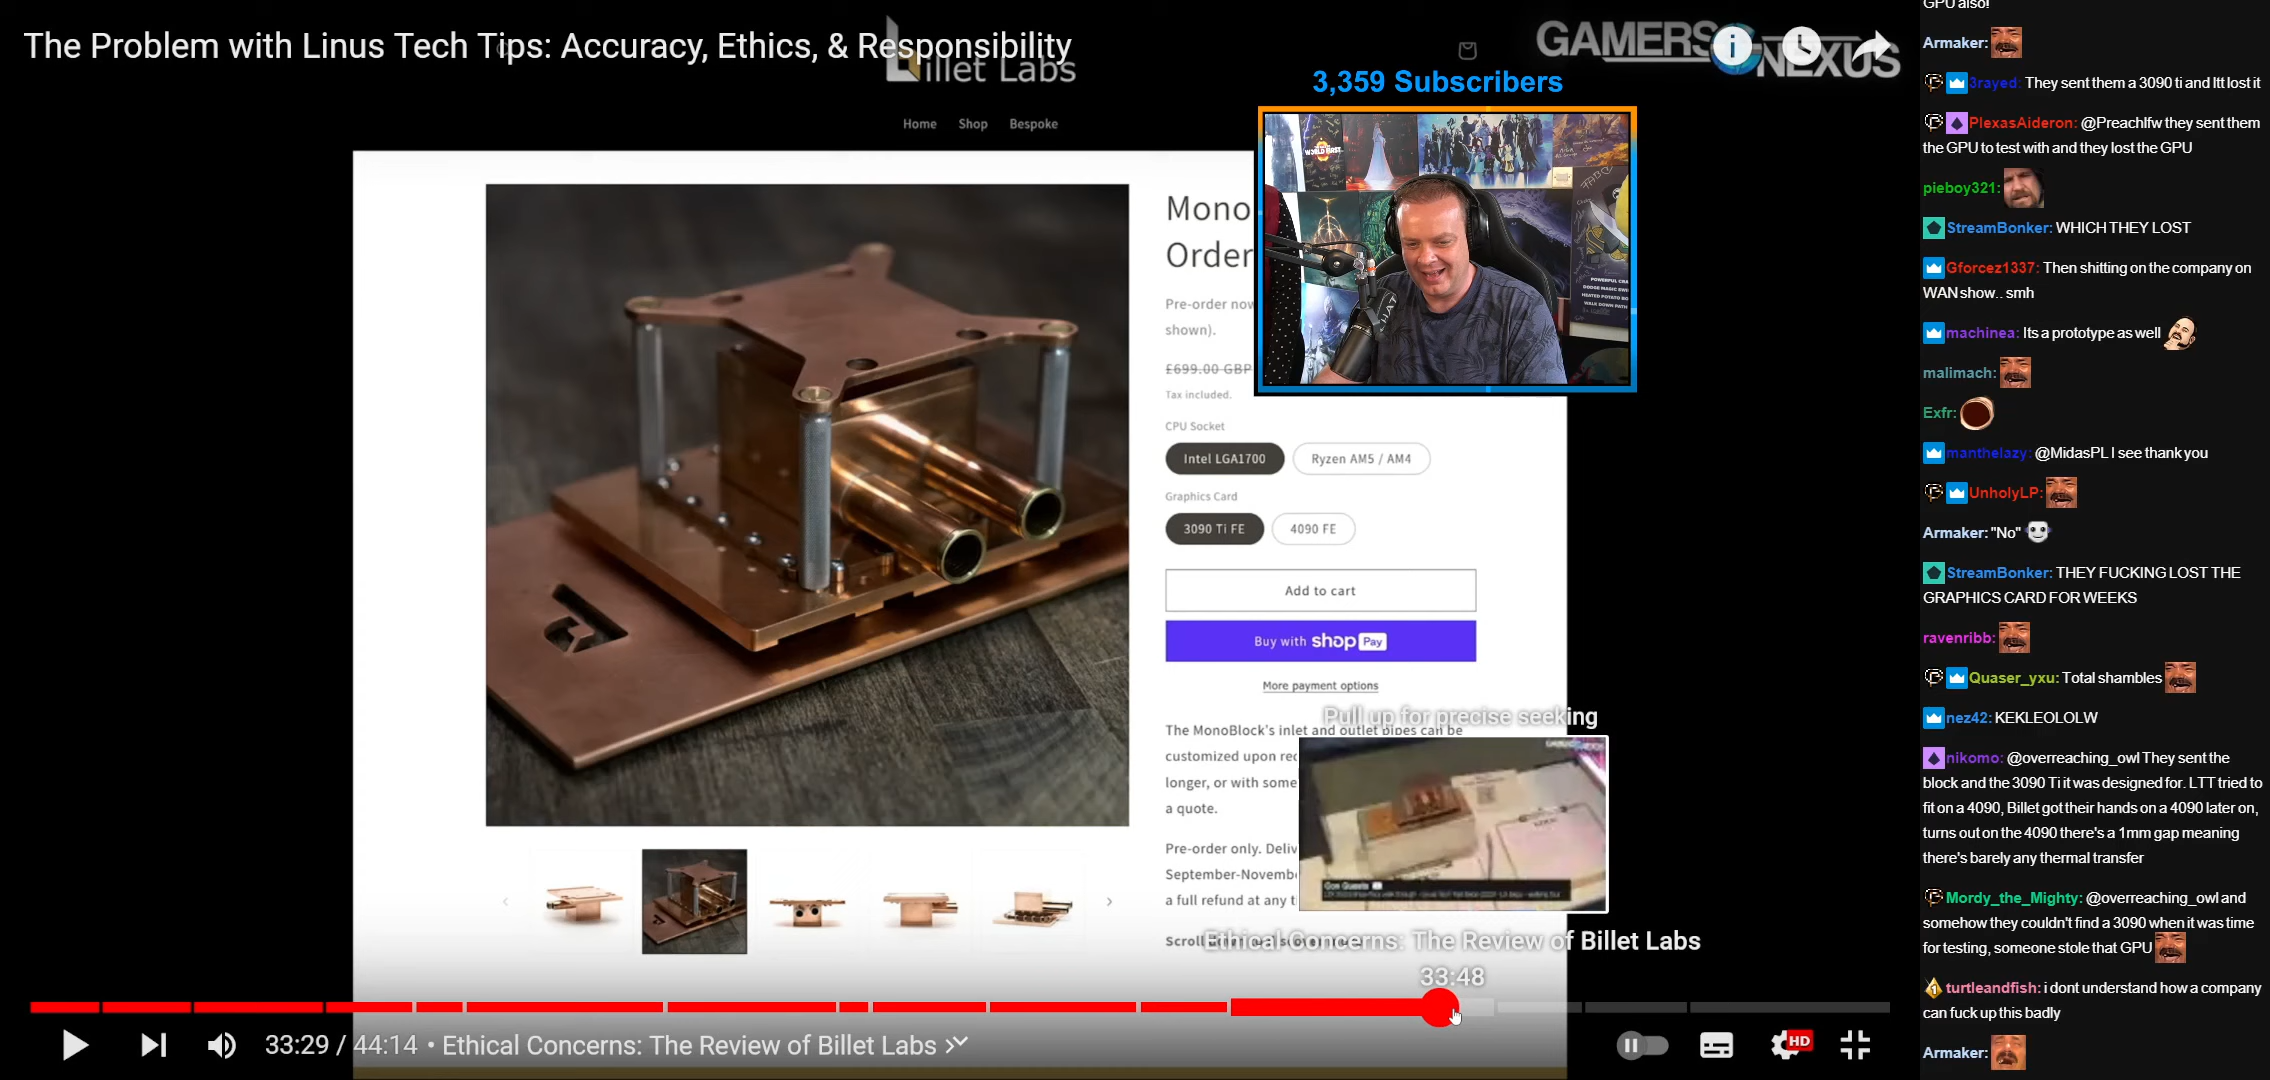 The Problem with Linus Tech Tips: Accuracy, Ethics, & Responsibility
Billet Labs
GAMERS NEXUS
3,359 Subscribers
Home Shop Bespoke
WORLD FIRST
Mono
Order
Pre-order now
shown).
£699.00 GBP
Tax included.
CPU Socket
Intel LGA1700
Ryzen AM5 / AM4
Graphics Card
3090 Ti FE
4090 FE
Add to cart
Buy with shop Pay
More payment options
Pull up for precise seeking
The MonoBlock's inlet and outlet pipes can be
customized upon
longer, or with some
a quote.
Pre-order only.
a full refund at any
Ethical Concerns: The Review of Billet Labs
33:48
33:29 / 44:14 • Ethical Concerns: The Review of Billet Labs
HD
GPU also!
Armaker:
3rayed: They sent them a 3090 ti and ltt lost it
PlexasAideron: @Preachlfw they sent them
the GPU to test with and they lost the GPU
pieboy321:
StreamBonker: WHICH THEY LOST
Gforcez1337: Then shitting on the company on
WAN show.. smh
machinea: Its a prototype as well
malimach:
Exfr:
manthelazy: @MidasPL I see thank you
UnholyLP:
Armaker: "No"
StreamBonker: THEY FUCKING LOST THE
GRAPHICS CARD FOR WEEKS
ravenribb:
Quaser_yxu: Total shambles
nez42: KEKLEOLOLW
nikomo: @overreaching_owl They sent the
block and the 3090 Ti it was designed for. LTT tried to
fit on a 4090, Billet got their hands on a 4090 later on,
turns out on the 4090 there's a 1mm gap meaning
there's barely any thermal transfer
Mordy_the_Mighty: @overreaching_owl and
somehow they couldn't find a 3090 when it was time
for testing, someone stole that GPU
turtleandfish: i dont understand how a company
can fuck up this badly
Armaker: